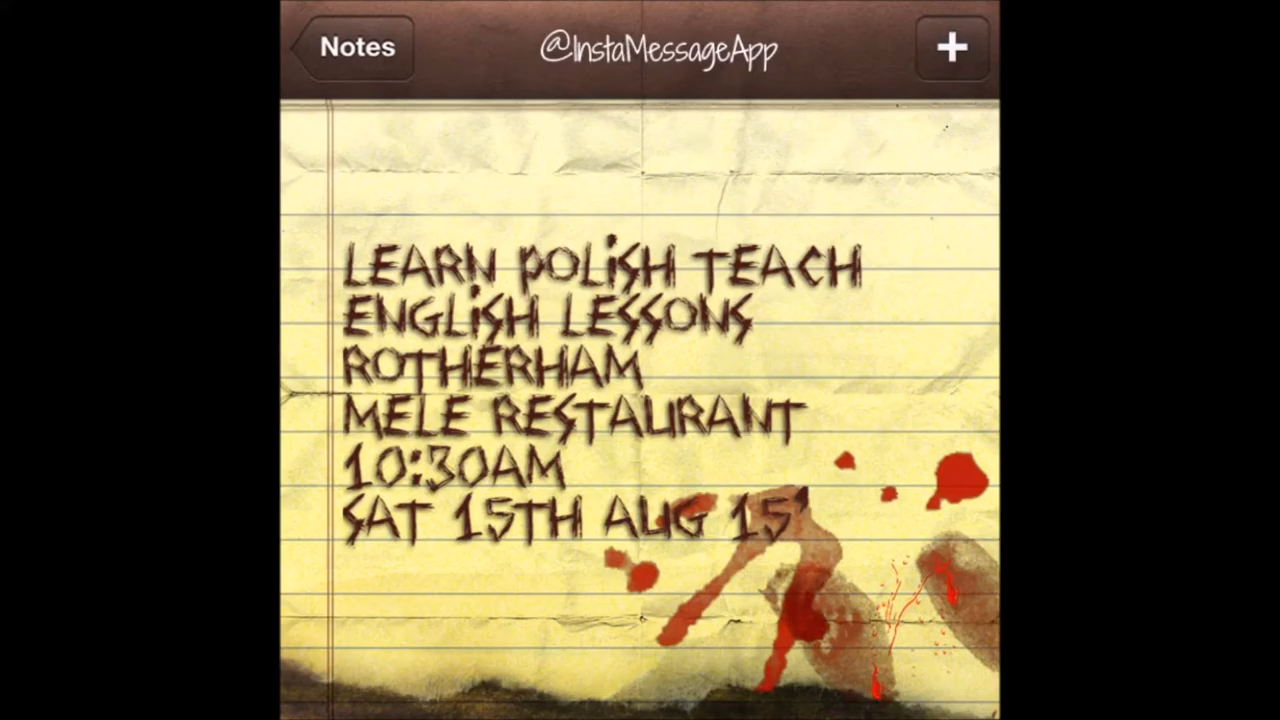 Notes
@InstaMessageApp
+
LEARN POLiSH TEACH
ENGLiSH LESSONS
ROTHERHAM
MELE RESTAURANT
10:30AM
SAT 15TH AUG 15'